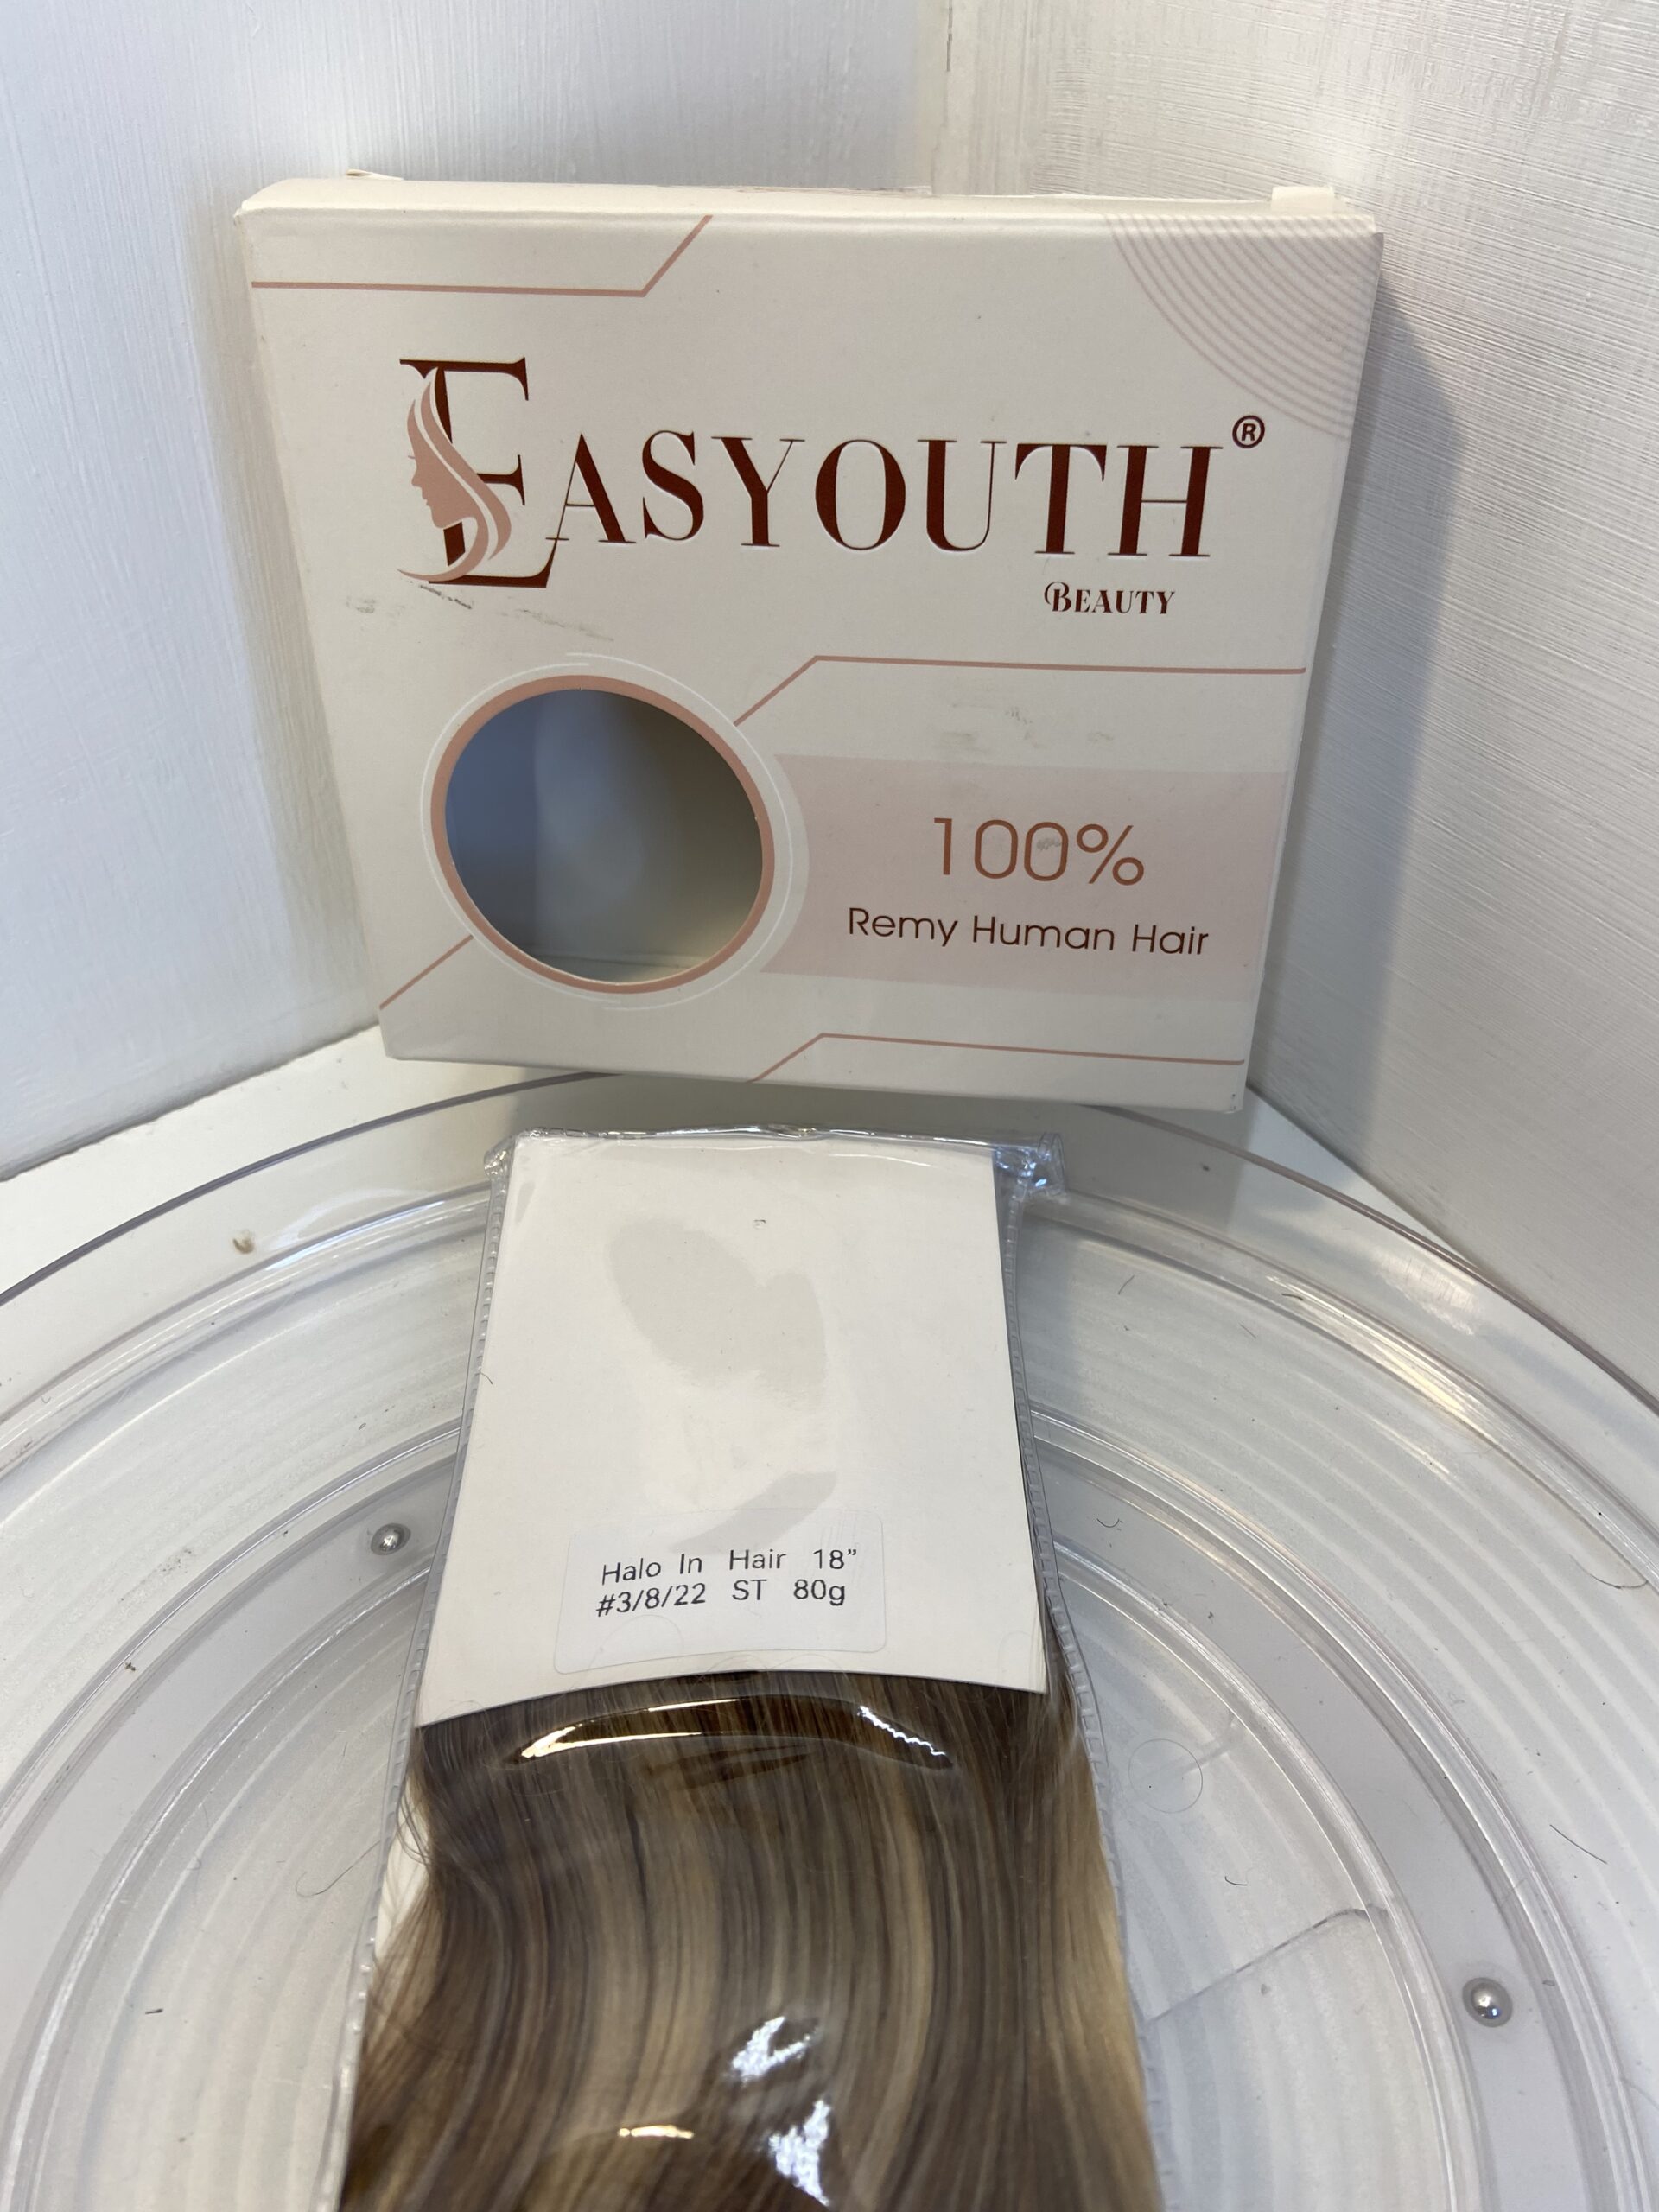 EASYOUTH®
BEAUTY
100%
Remy Human Hair
Halo In Hair 18”
#3/8/22 ST 80g